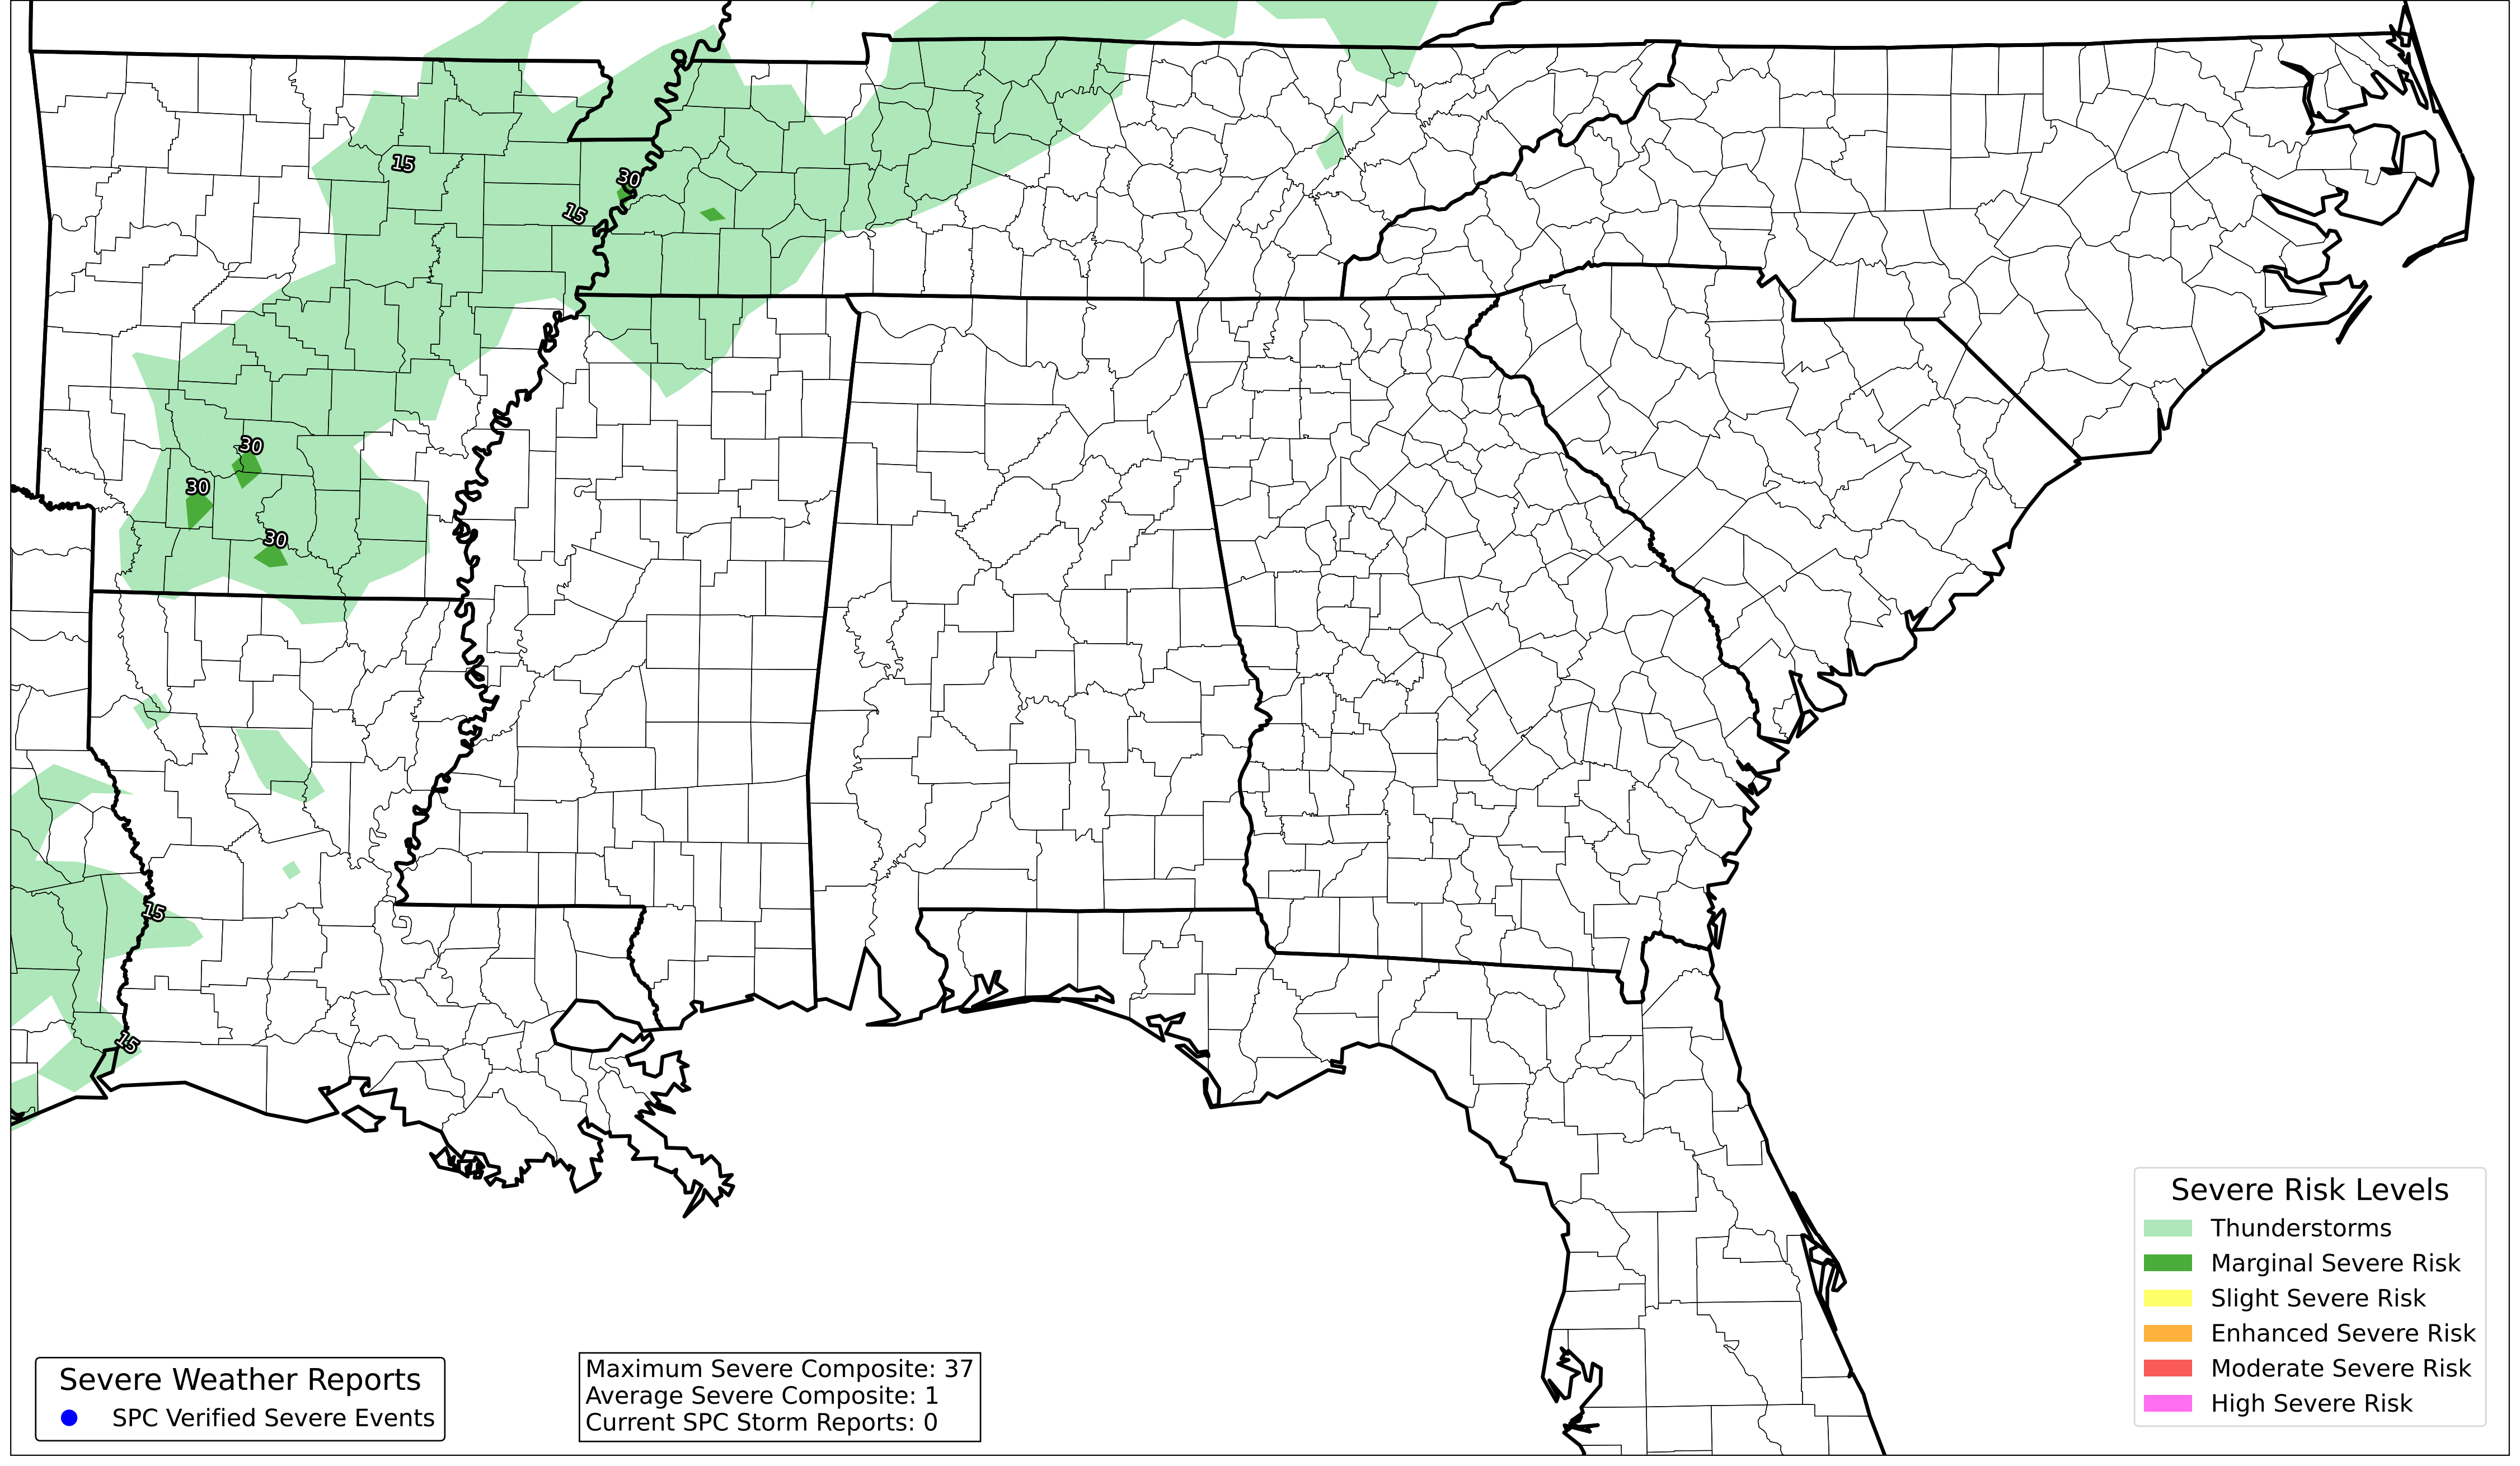 15
30
15
30
30
30
15
15
Severe Risk Levels
Thunderstorms
Marginal Severe Risk
Slight Severe Risk
Enhanced Severe Risk
Moderate Severe Risk
High Severe Risk
Severe Weather Reports
SPC Verified Severe Events
Maximum Severe Composite: 37
Average Severe Composite: 1
Current SPC Storm Reports: 0